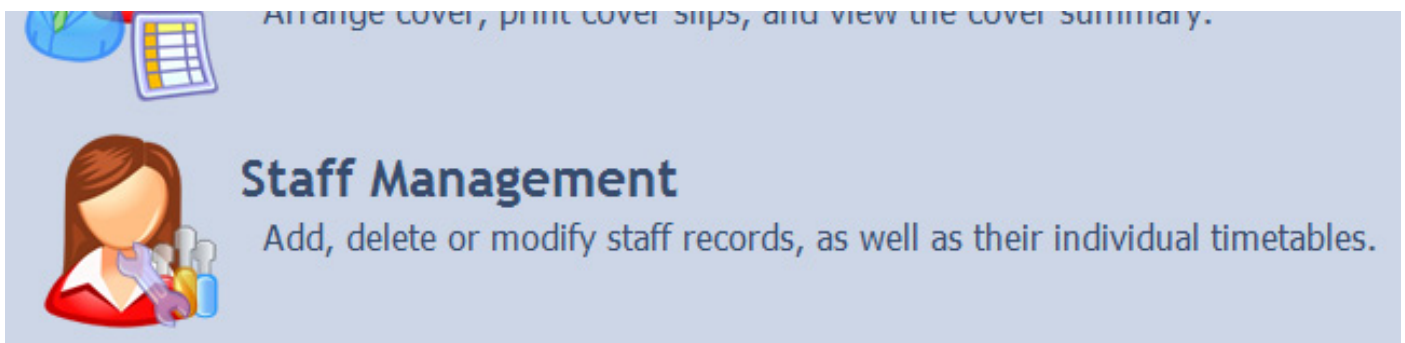 Arrange cover, print cover slips, and view the cover summary.
Staff Management
Add, delete or modify staff records, as well as their individual timetables.